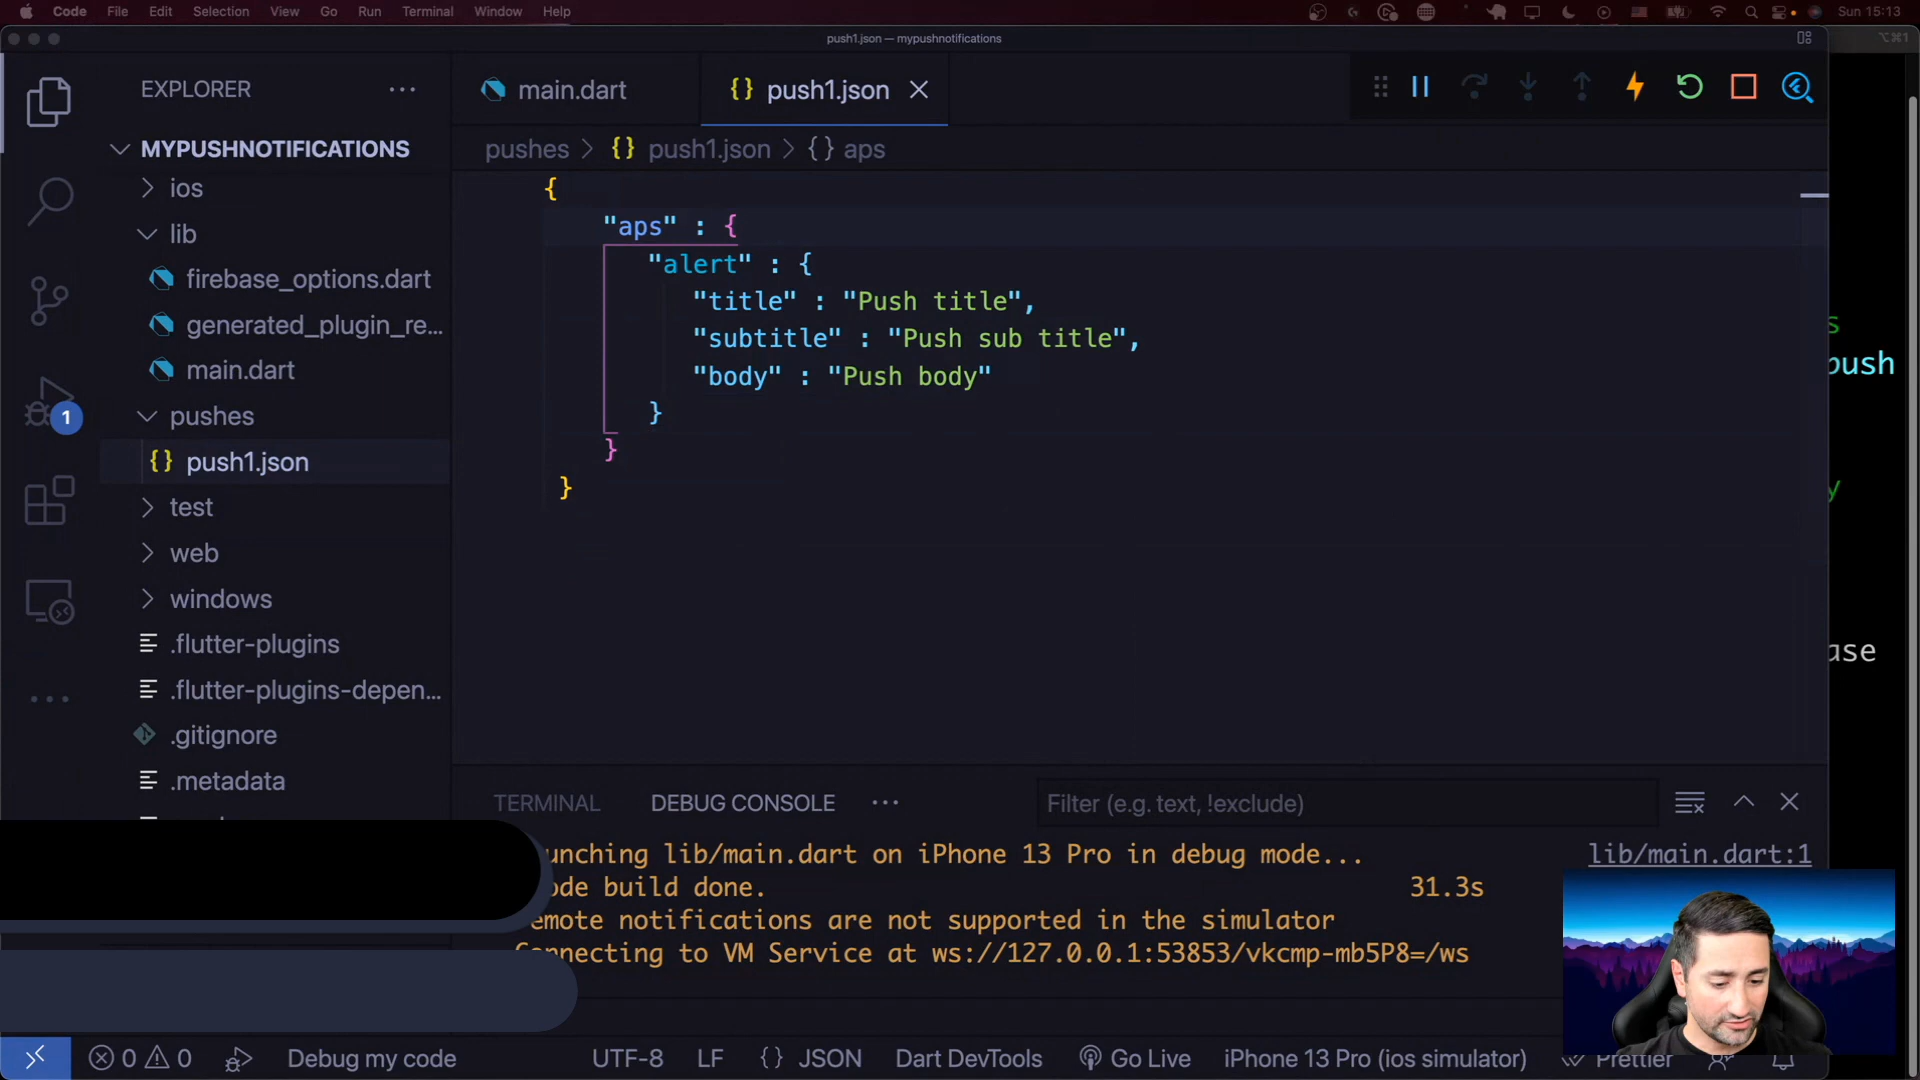 Code File Edit Selection View Go Run Terminal Window Help Sun 15:13
push1.json — mypushnotifications
⌥⌘1
EXPLORER ...
main.dart
{} push1.json
MYPUSHNOTIFICATIONS
pushes > {} push1.json > {} aps
ios
lib
firebase_options.dart
generated_plugin_re...
main.dart
pushes
{} push1.json
test
web
windows
.flutter-plugins
.flutter-plugins-depen...
.gitignore
.metadata
1
{
"aps" : {
"alert" : {
"title" : "Push title",
"subtitle" : "Push sub title",
"body" : "Push body"
}
}
}
s
push
y
ase
TERMINAL DEBUG CONSOLE ... Filter (e.g. text, !exclude)
unching lib/main.dart on iPhone 13 Pro in debug mode... lib/main.dart:1
ode build done. 31.3s
emote notifications are not supported in the simulator
Connecting to VM Service at ws://127.0.0.1:53853/vkcmp-mb5P8=/ws
0 0 Debug my code UTF-8 LF {} JSON Dart DevTools Go Live iPhone 13 Pro (ios simulator) Prettier